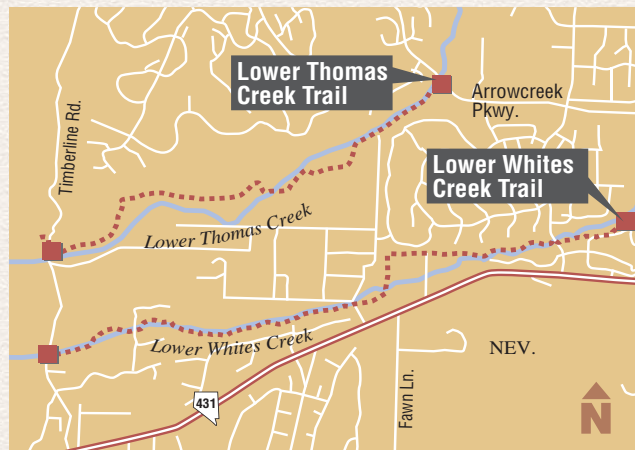 Lower Thomas
Creek Trail
Arrowcreek
Pkwy.
Timberline Rd.
Lower Whites
Creek Trail
Lower Thomas Creek
Lower Whites Creek
NEV.
431
Fawn Ln.
N